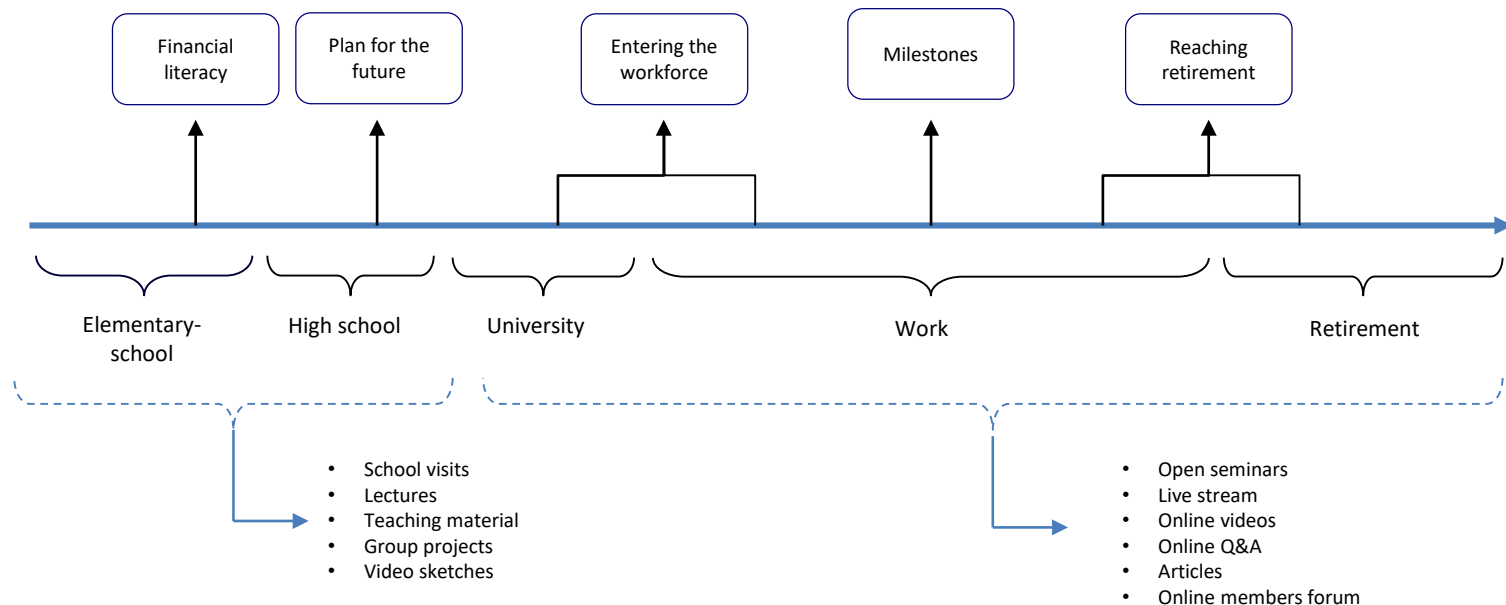 Financial
literacy
Plan for the
future
Entering the
workforce
Milestones
Reaching
retirement
Elementary-
school
High school
University
Work
Retirement
• School visits
• Lectures
• Teaching material
• Group projects
• Video sketches
• Open seminars
• Live stream
• Online videos
• Online Q&A
• Articles
• Online members forum